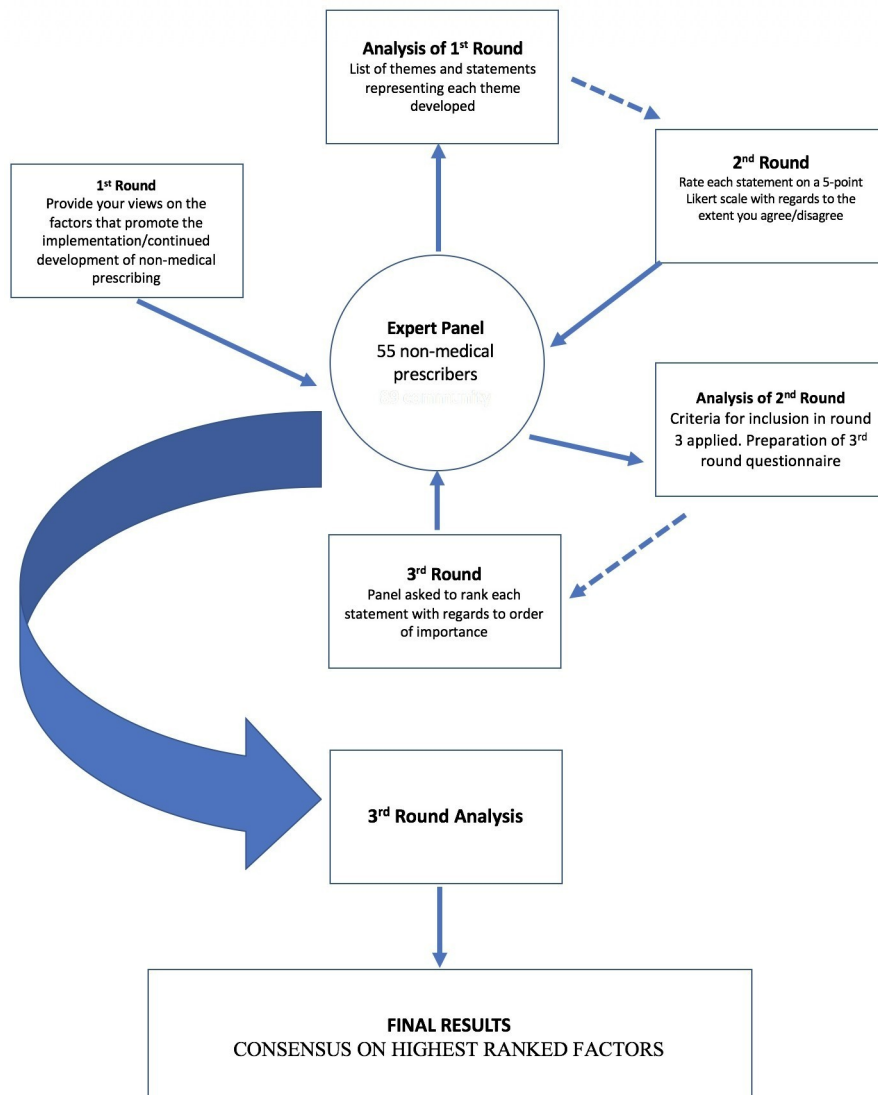 Analysis of 1st Round
List of themes and statements
representing each theme
developed
2nd Round
Rate each statement on a 5-point
Likert scale with regards to the
extent you agree/disagree
1st Round
Provide your views on the
factors that promote the
implementation/continued
development of non-medical
prescribing
Expert Panel
55 non-medical
prescribers
Analysis of 2nd Round
Criteria for inclusion in round
3 applied. Preparation of 3rd
round questionnaire
3rd Round
Panel asked to rank each
statement with regards to order
of importance
3rd Round Analysis
FINAL RESULTS
CONSENSUS ON HIGHEST RANKED FACTORS